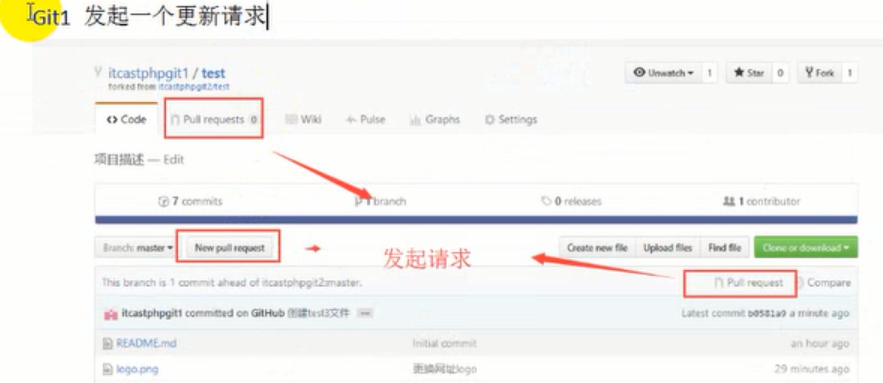 Git1 发起一个更新请求
itcastphpgit1 / test
forked from itcastphpgit2/test
Unwatch 1 Star 0 Fork 1
Code Pull requests 0 Wiki Pulse Graphs Settings
项目描述 — Edit
7 commits 1 branch 0 releases 1 contributor
Branch: master New pull request Create new file Upload files Find file Clone or download
发起请求
This branch is 1 commit ahead of itcastphpgit2:master. Pull request Compare
itcastphpgit1 committed on GitHub 创建test3文件 Latest commit b0581a9 a minute ago
README.md Initial commit an hour ago
logo.png 更换网址logo 29 minutes ago